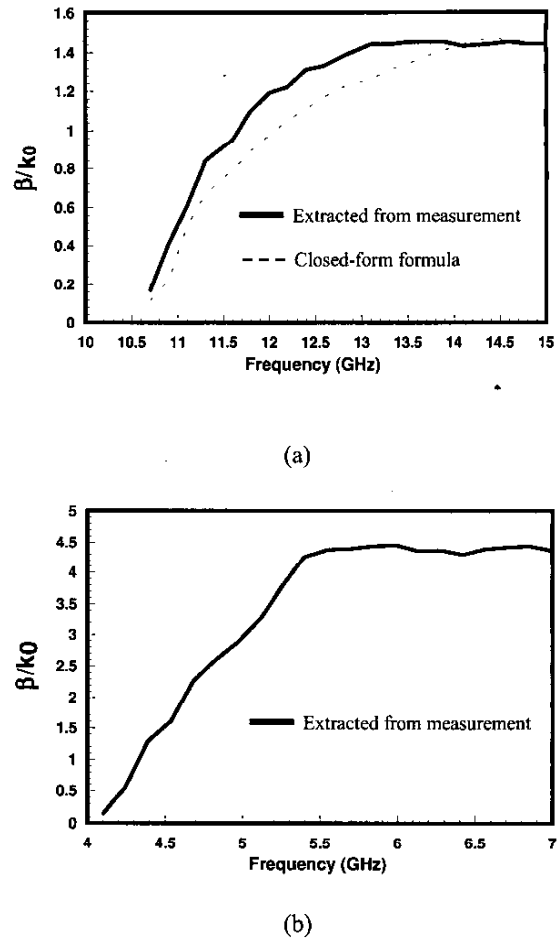 1.6
1.4
1.2
1
0.8
0.6
0.4
0.2
0
β/k0
Extracted from measurement
Closed-form formula
10 10.5 11 11.5 12 12.5 13 13.5 14 14.5 15
Frequency (GHz)
(a)
5
4.5
4
3.5
3
2.5
2
1.5
1
0.5
0
β/k0
Extracted from measurement
4 4.5 5 5.5 6 6.5 7
Frequency (GHz)
(b)